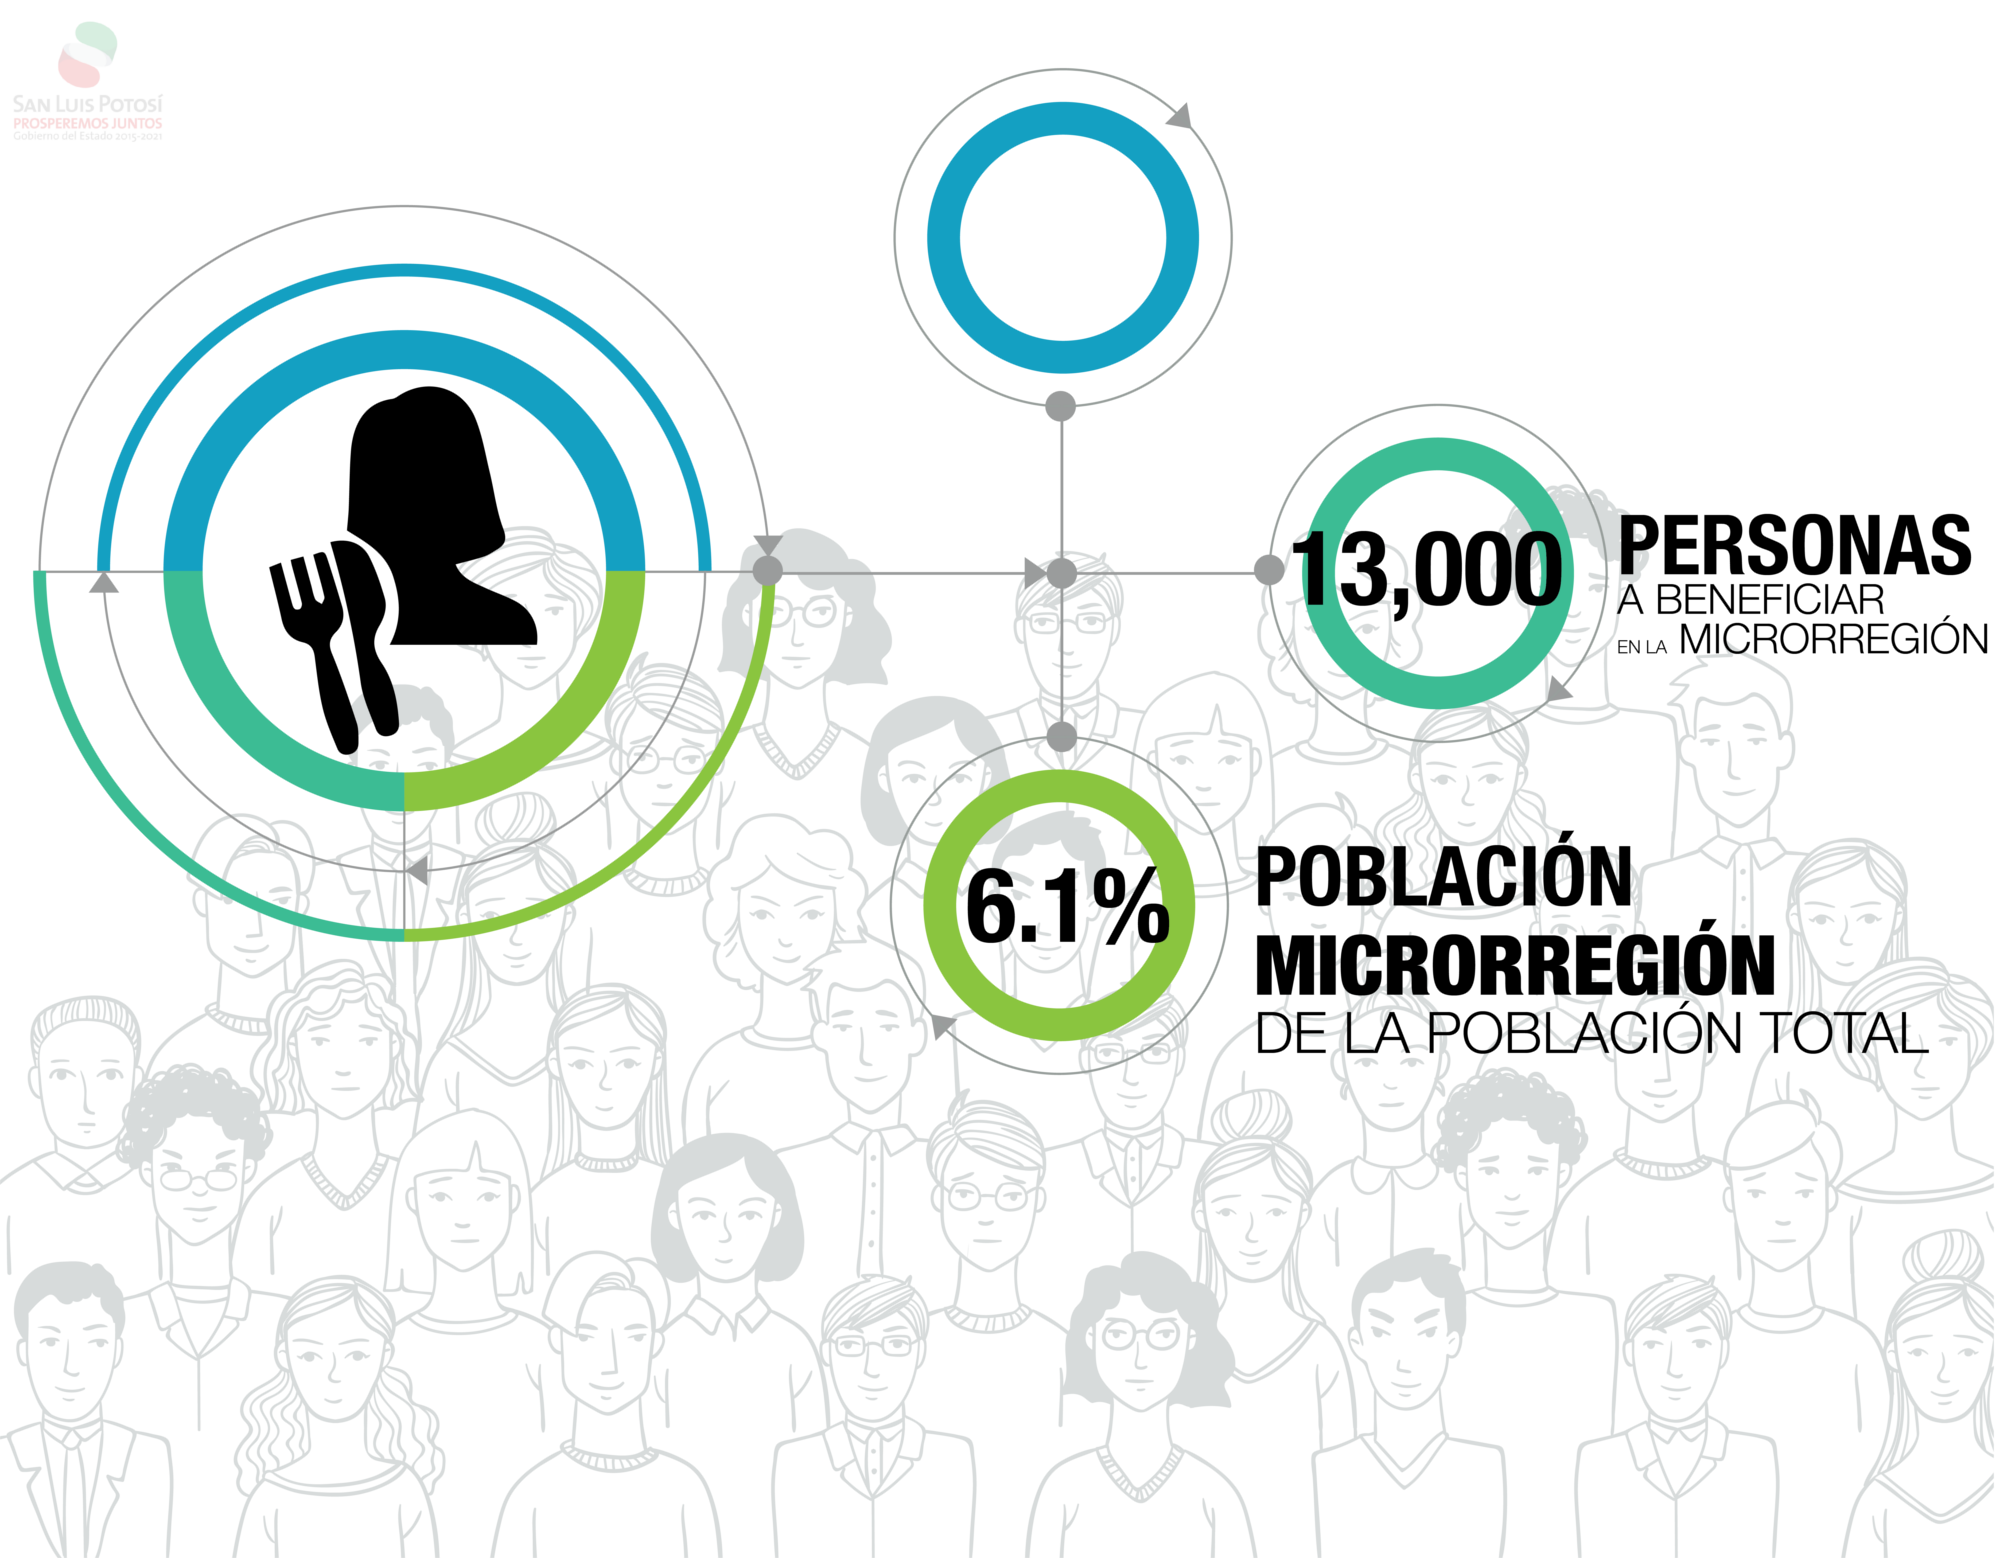 SAN LUIS POTOSÍ
PROSPEREMOS JUNTOS
Gobierno del Estado 2015-2021
13,000
PERSONAS
A BENEFICIAR
EN LA MICRORREGIÓN
6.1%
POBLACIÓN
MICRORREGIÓN
DE LA POBLACIÓN TOTAL